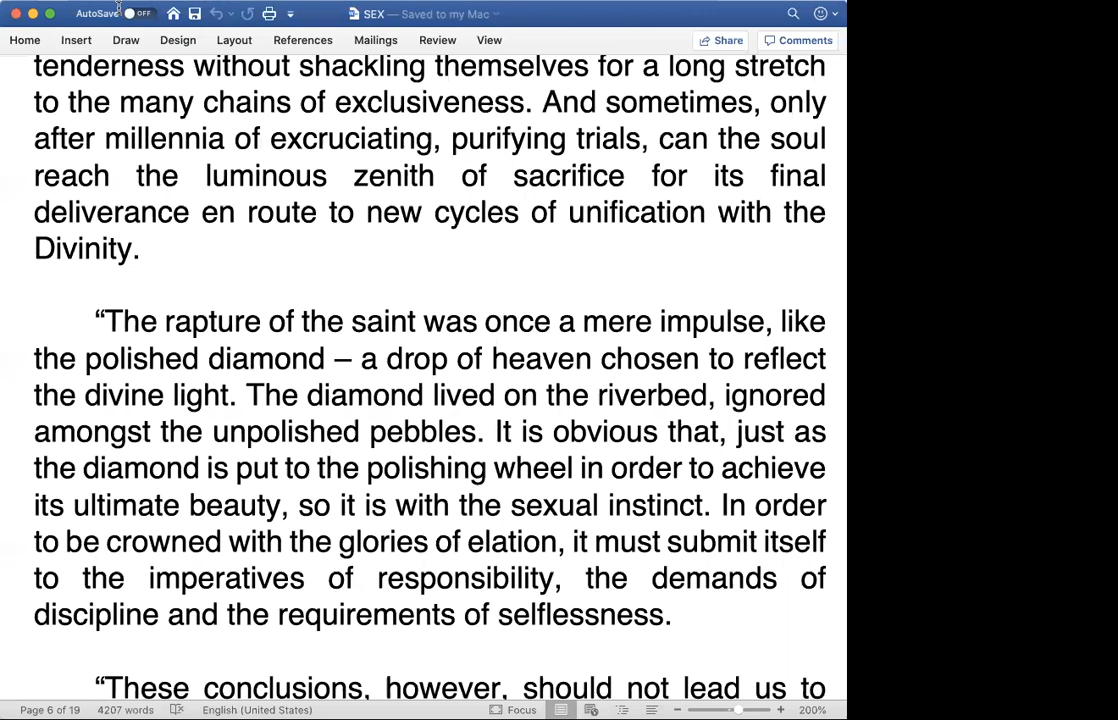 AutoSave OFF SEX — Saved to my Mac
Home Insert Draw Design Layout References Mailings Review View Share Comments
tenderness without shackling themselves for a long stretch
to the many chains of exclusiveness. And sometimes, only
after millennia of excruciating, purifying trials, can the soul
reach the luminous zenith of sacrifice for its final
deliverance en route to new cycles of unification with the
Divinity.
“The rapture of the saint was once a mere impulse, like
the polished diamond – a drop of heaven chosen to reflect
the divine light. The diamond lived on the riverbed, ignored
amongst the unpolished pebbles. It is obvious that, just as
the diamond is put to the polishing wheel in order to achieve
its ultimate beauty, so it is with the sexual instinct. In order
to be crowned with the glories of elation, it must submit itself
to the imperatives of responsibility, the demands of
discipline and the requirements of selflessness.
“These conclusions, however, should not lead us to
Page 6 of 19 4207 words English (United States) Focus 200%